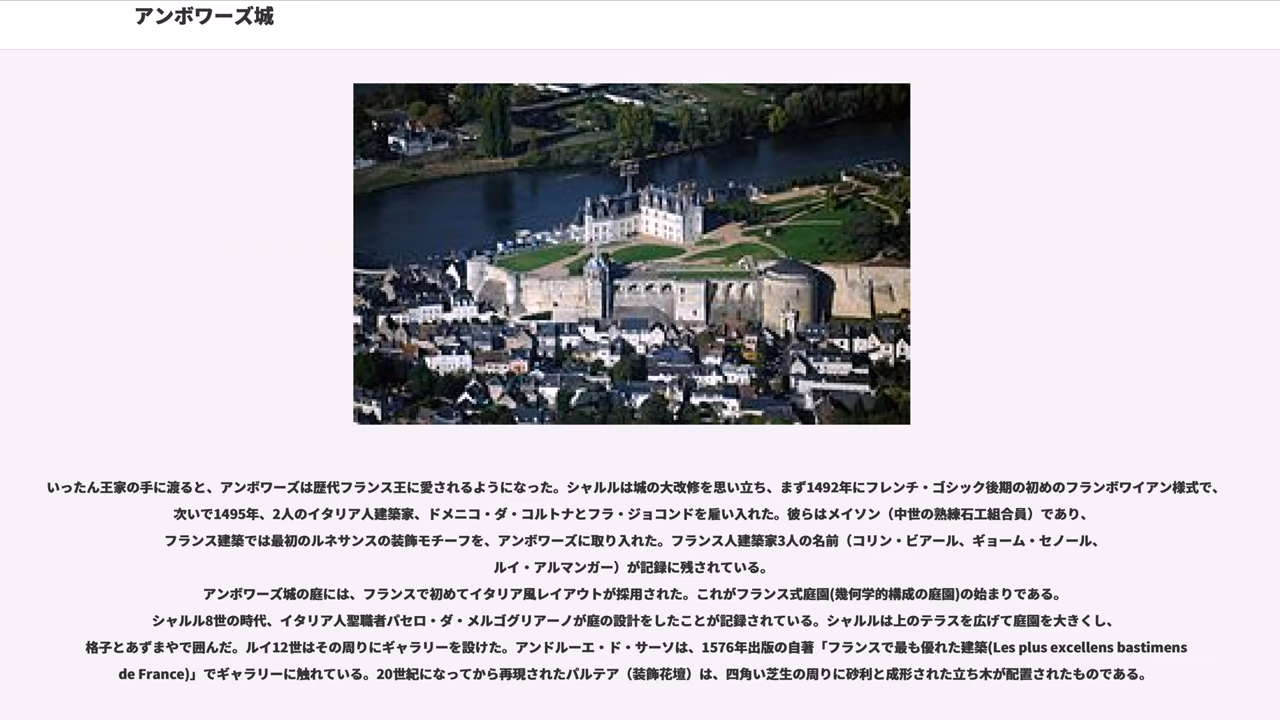 アンボワーズ城
いったん王家の手に渡ると、アンボワーズは歴代フランス王に愛されるようになった。シャルルは城の大改修を思い立ち、まず1492年にフレンチ・ゴシック後期の初めのフランボワイアン様式で、
次いで1495年、2人のイタリア人建築家、ドメニコ・ダ・コルトナとフラ・ジョコンドを雇い入れた。彼らはメイソン（中世の熟練石工組合員）であり、
フランス建築では最初のルネサンスの装飾モチーフを、アンボワーズに取り入れた。フランス人建築家3人の名前（コリン・ビアール、ギョーム・セノール、
ルイ・アルマンガー）が記録に残されている。
アンボワーズ城の庭には、フランスで初めてイタリア風レイアウトが採用された。これがフランス式庭園(幾何学的構成の庭園)の始まりである。
シャルル8世の時代、イタリア人聖職者パセロ・ダ・メルゴグリアーノが庭の設計をしたことが記録されている。シャルルは上のテラスを広げて庭園を大きくし、
格子とあずまやで囲んだ。ルイ12世はその周りにギャラリーを設けた。アンドルーエ・ド・サーソは、1576年出版の自著「フランスで最も優れた建築(Les plus excellens bastimens
de France)」でギャラリーに触れている。20世紀になってから再現されたパルテア（装飾花壇）は、四角い芝生の周りに砂利と成形された立ち木が配置されたものである。